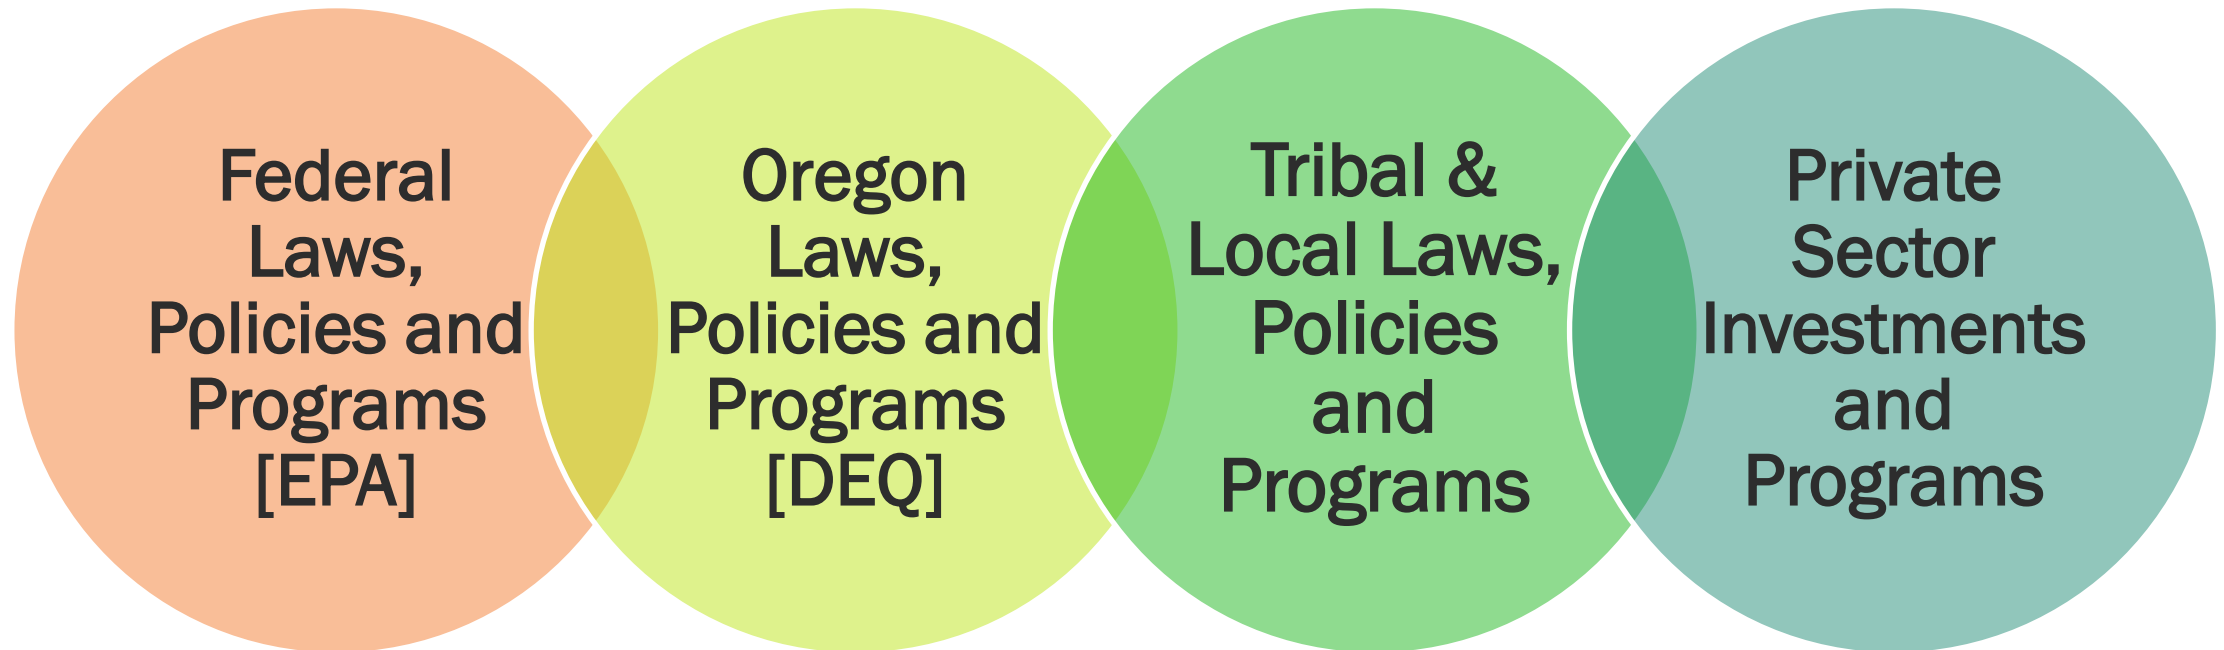 Federal
Laws,
Policies and
Programs
[EPA]
Oregon
Laws,
Policies and
Programs
[DEQ]
Tribal &
Local Laws,
Policies
and
Programs
Private
Sector
Investments
and
Programs